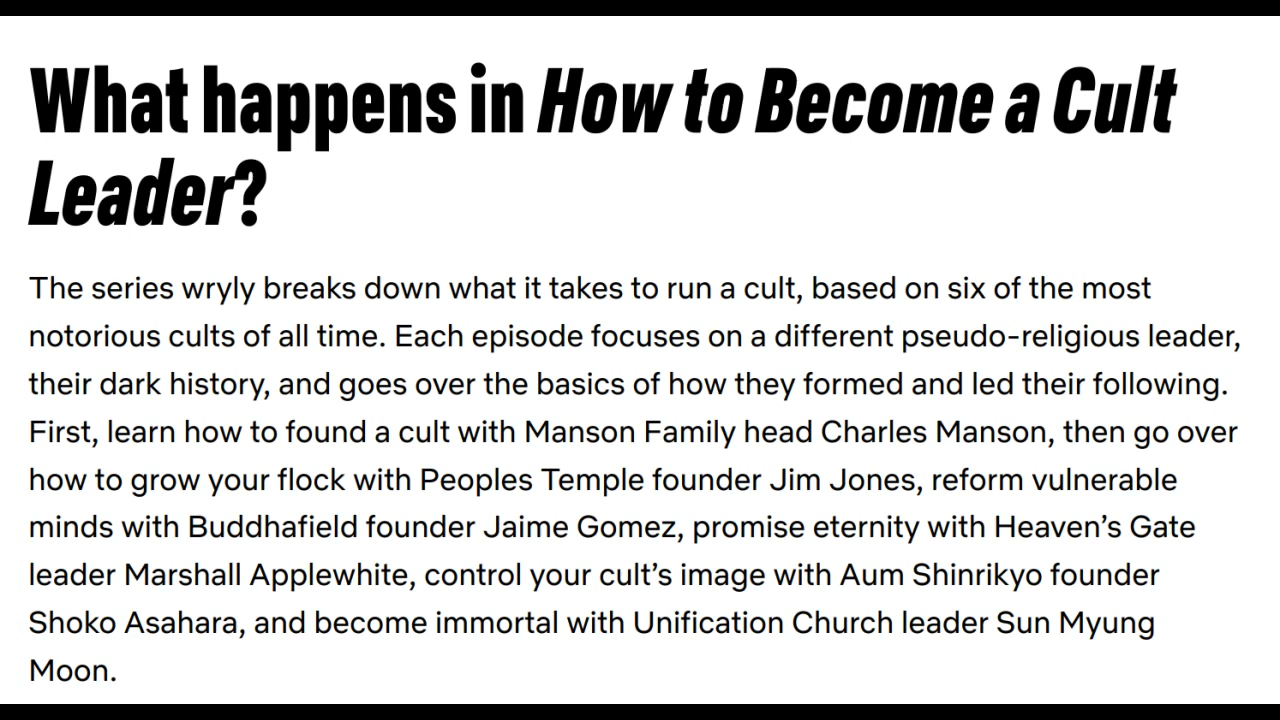 What happens in How to Become a Cult
Leader?
The series wryly breaks down what it takes to run a cult, based on six of the most
notorious cults of all time. Each episode focuses on a different pseudo-religious leader,
their dark history, and goes over the basics of how they formed and led their following.
First, learn how to found a cult with Manson Family head Charles Manson, then go over
how to grow your flock with Peoples Temple founder Jim Jones, reform vulnerable
minds with Buddhafield founder Jaime Gomez, promise eternity with Heaven’s Gate
leader Marshall Applewhite, control your cult’s image with Aum Shinrikyo founder
Shoko Asahara, and become immortal with Unification Church leader Sun Myung
Moon.